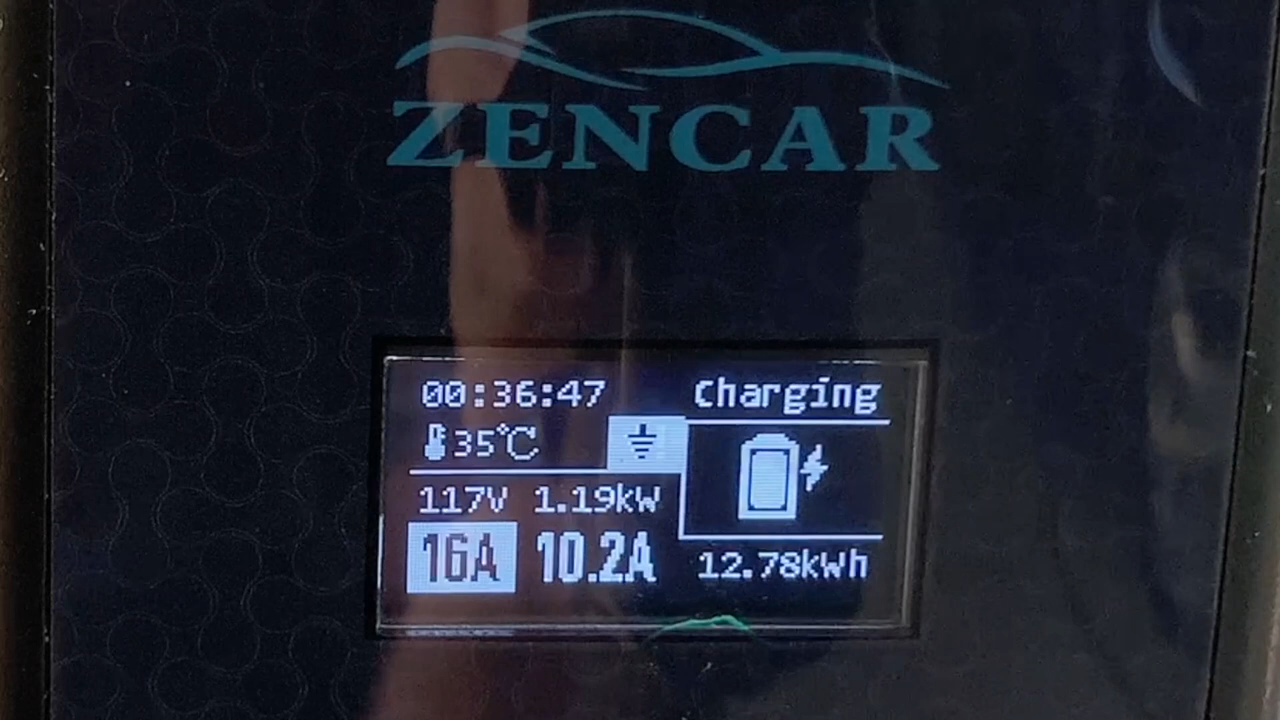 ZENCAR
00:36:47 Charging
35℃
117V 1.19kW
16A 10.2A 12.78kWh